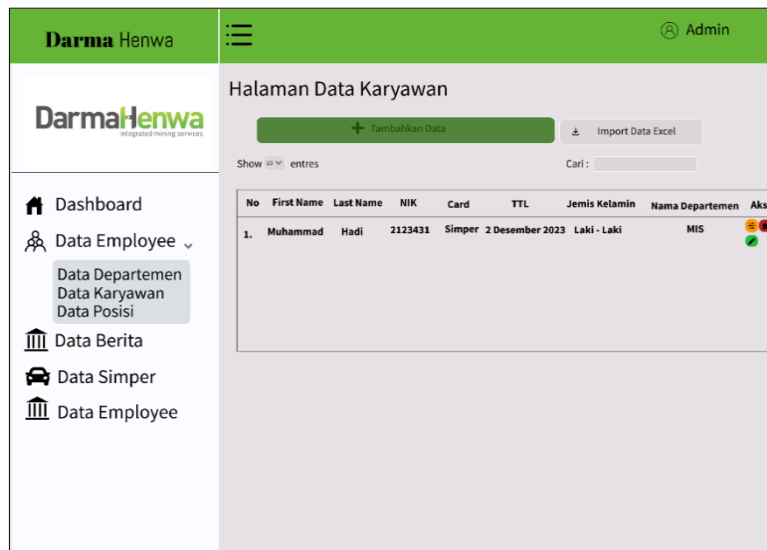 Darma Henwa
Admin
DarmaHenwa
integrated mining services
Halaman Data Karyawan
Tambahkan Data
Import Data Excel
Show 10 entres
Cari :
Dashboard
Data Employee
Data Departemen
Data Karyawan
Data Posisi
Data Berita
Data Simper
Data Employee
No First Name Last Name NIK Card TTL Jemis Kelamin Nama Departemen Aks
1. Muhammad Hadi 2123431 Simper 2 Desember 2023 Laki - Laki MIS